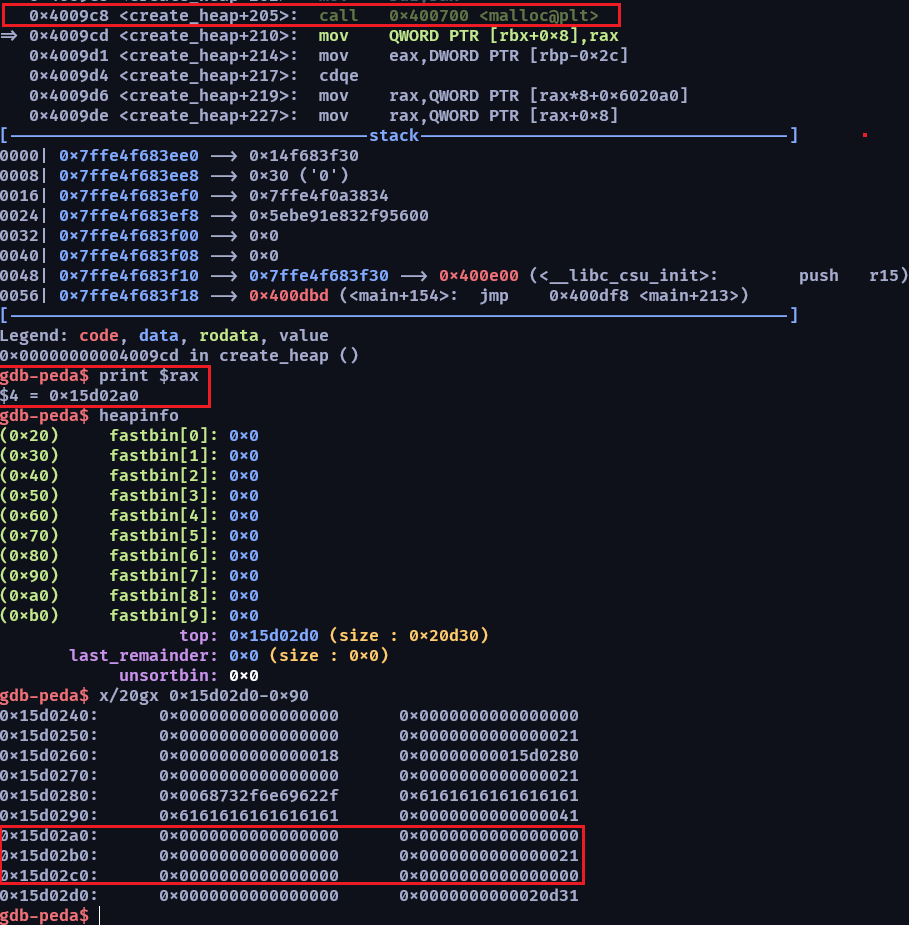 0x4009c8 <create_heap+205>:	call   0x400700 <malloc@plt>
=> 0x4009cd <create_heap+210>:	mov    QWORD PTR [rbx+0x8],rax
   0x4009d1 <create_heap+214>:	mov    eax,DWORD PTR [rbp-0x2c]
   0x4009d4 <create_heap+217>:	cdqe
   0x4009d6 <create_heap+219>:	mov    rax,QWORD PTR [rax*8+0x6020a0]
   0x4009de <create_heap+227>:	mov    rax,QWORD PTR [rax+0x8]
[------------------------------------stack-------------------------------------]
0000| 0x7ffe4f683ee0 --> 0x14f683f30
0008| 0x7ffe4f683ee8 --> 0x30 ('0')
0016| 0x7ffe4f683ef0 --> 0x7ffe4f0a3834
0024| 0x7ffe4f683ef8 --> 0x5ebe91e832f95600
0032| 0x7ffe4f683f00 --> 0x0
0040| 0x7ffe4f683f08 --> 0x0
0048| 0x7ffe4f683f10 --> 0x7ffe4f683f30 --> 0x400e00 (<__libc_csu_init>:	push   r15)
0056| 0x7ffe4f683f18 --> 0x400dbd (<main+154>:	jmp    0x400df8 <main+213>)
[------------------------------------------------------------------------------]
Legend: code, data, rodata, value
0x00000000004009cd in create_heap ()
gdb-peda$ print $rax
$4 = 0x15d02a0
gdb-peda$ heapinfo
(0x20)     fastbin[0]: 0x0
(0x30)     fastbin[1]: 0x0
(0x40)     fastbin[2]: 0x0
(0x50)     fastbin[3]: 0x0
(0x60)     fastbin[4]: 0x0
(0x70)     fastbin[5]: 0x0
(0x80)     fastbin[6]: 0x0
(0x90)     fastbin[7]: 0x0
(0xa0)     fastbin[8]: 0x0
(0xb0)     fastbin[9]: 0x0
                  top: 0x15d02d0 (size : 0x20d30)
       last_remainder: 0x0 (size : 0x0)
            unsortbin: 0x0
gdb-peda$ x/20gx 0x15d02d0-0x90
0x15d0240:	0x0000000000000000	0x0000000000000000
0x15d0250:	0x0000000000000000	0x0000000000000021
0x15d0260:	0x0000000000000018	0x00000000015d0280
0x15d0270:	0x0000000000000000	0x0000000000000021
0x15d0280:	0x0068732f6e69622f	0x6161616161616161
0x15d0290:	0x6161616161616161	0x0000000000000041
0x15d02a0:	0x0000000000000000	0x0000000000000000
0x15d02b0:	0x0000000000000000	0x0000000000000021
0x15d02c0:	0x0000000000000000	0x0000000000000000
0x15d02d0:	0x0000000000000000	0x0000000000020d31
gdb-peda$